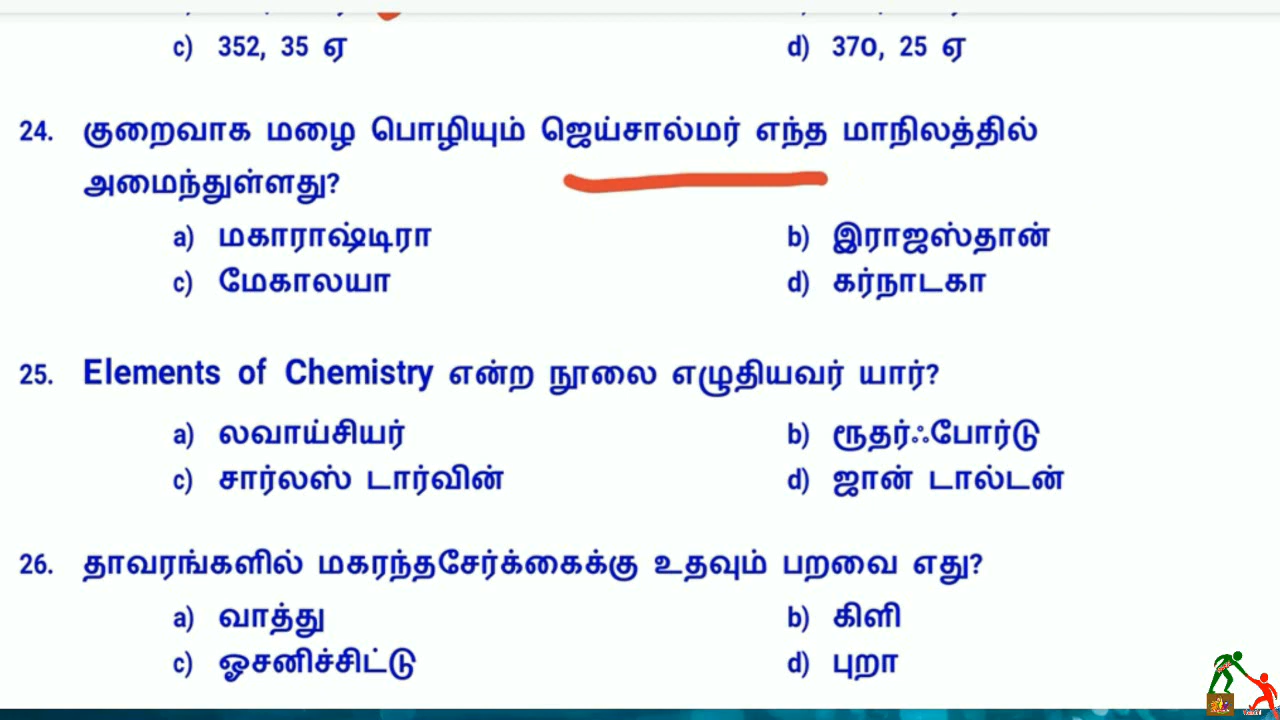 c) 352, 35 ஏ d) 370, 25 ஏ
24. குறைவாக மழை பொழியும் ஜெய்சால்மர் எந்த மாநிலத்தில்
அமைந்துள்ளது?
a) மகாராஷ்டிரா b) இராஜஸ்தான்
c) மேகாலயா d) கர்நாடகா
25. Elements of Chemistry என்ற நூலை எழுதியவர் யார்?
a) லவாய்சியர் b) ரூதர்ஃபோர்டு
c) சார்லஸ் டார்வின் d) ஜான் டால்டன்
26. தாவரங்களில் மகரந்தசேர்க்கைக்கு உதவும் பறவை எது?
a) வாத்து b) கிளி
c) ஓசனிச்சிட்டு d) புறா